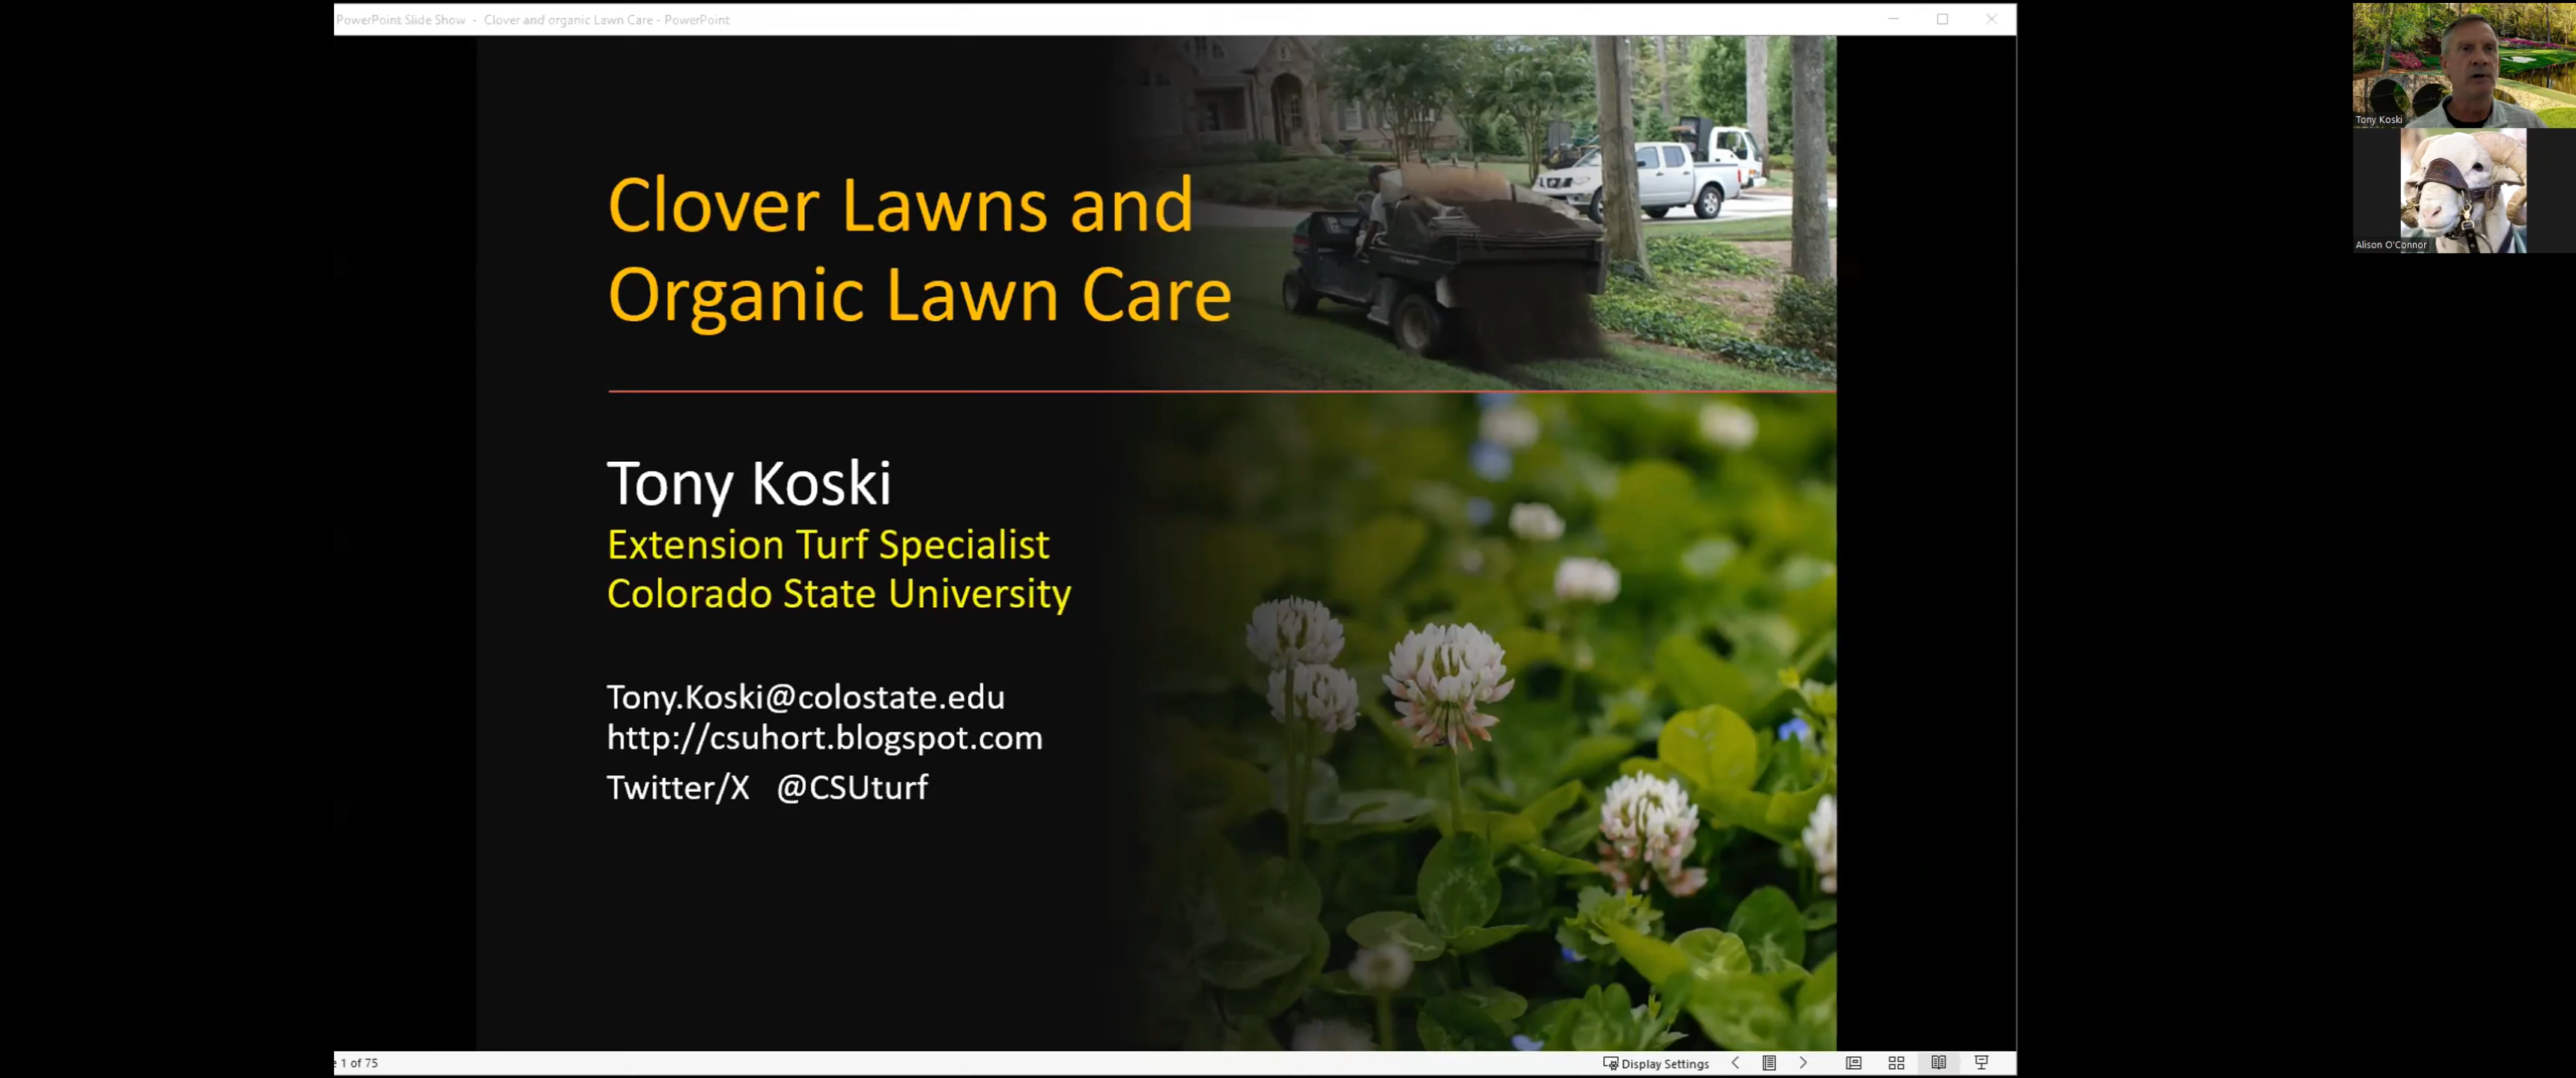 PowerPoint Slide Show - Clover and organic Lawn Care - PowerPoint
Clover Lawns and
Organic Lawn Care
Tony Koski
Extension Turf Specialist
Colorado State University
Tony.Koski@colostate.edu
http://csuhort.blogspot.com
Twitter/X @CSUturf
1 of 75
Display Settings
Tony Koski
Alison O'Connor